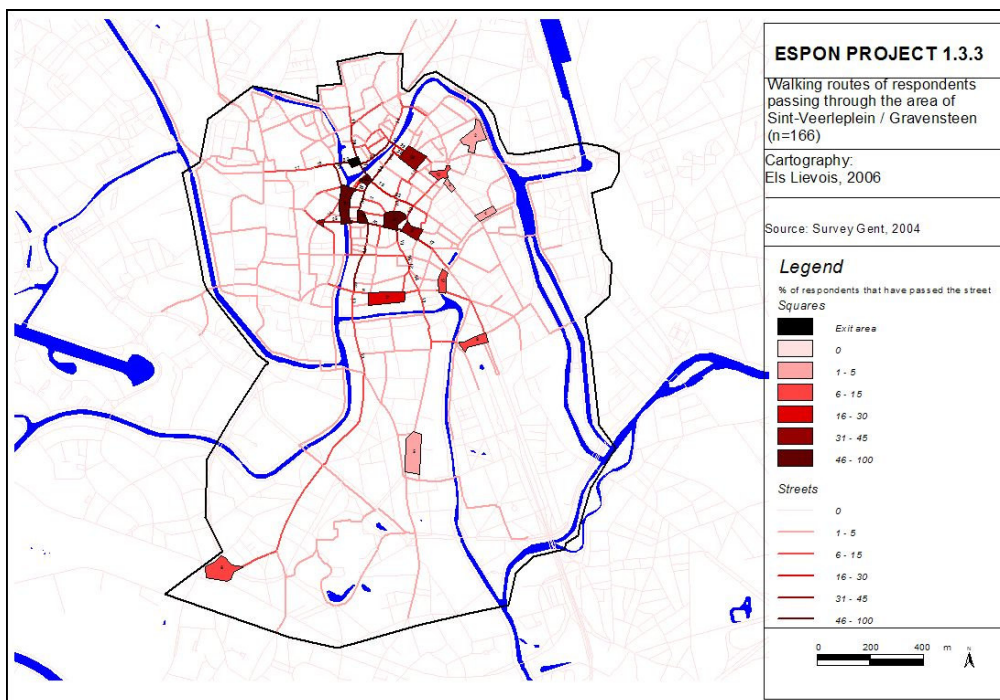 ESPON PROJECT 1.3.3
Walking routes of respondents
passing through the area of
Sint-Veerleplein / Gravensteen
(n=166)
Cartography:
Els Lievois, 2006
Source: Survey Gent, 2004
Legend
% of respondents that have passed the street
Squares
Exit area
0
1 - 5
6 - 15
16 - 30
31 - 45
46 - 100
Streets
0
1 - 5
6 - 15
16 - 30
31 - 45
46 - 100
0 200 400 m N